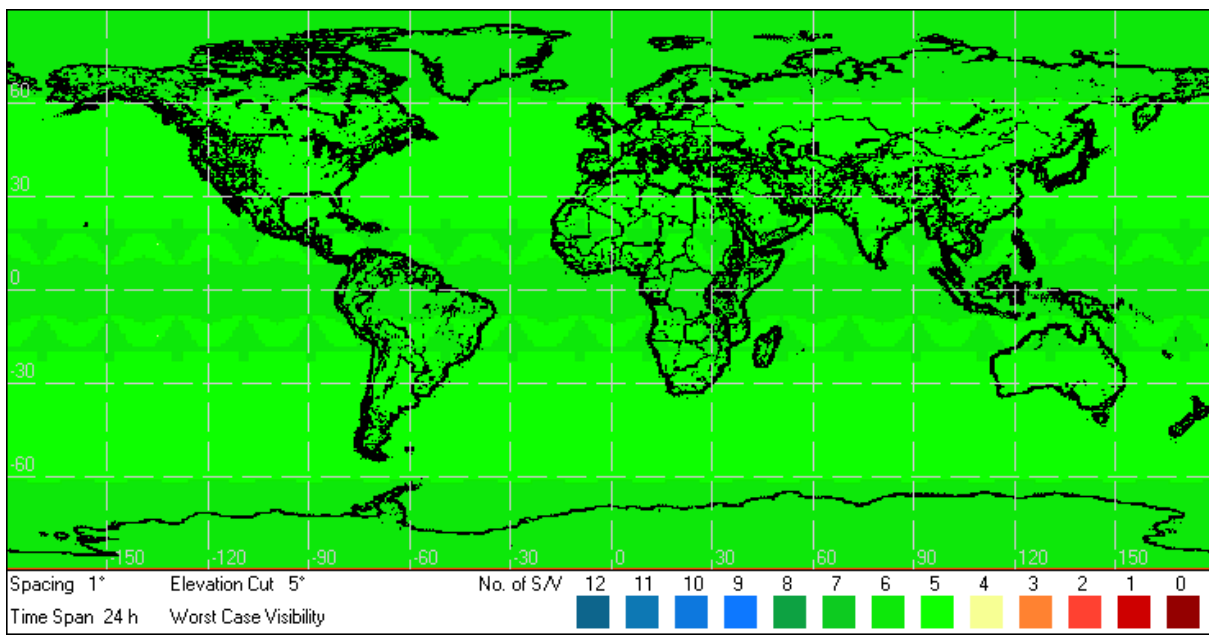 60
30
0
-30
-60
-150 -120 -90 -60 -30 0 30 60 90 120 150
Spacing 1° Elevation Cut 5° No. of S/V 12 11 10 9 8 7 6 5 4 3 2 1 0
Time Span 24 h Worst Case Visibility